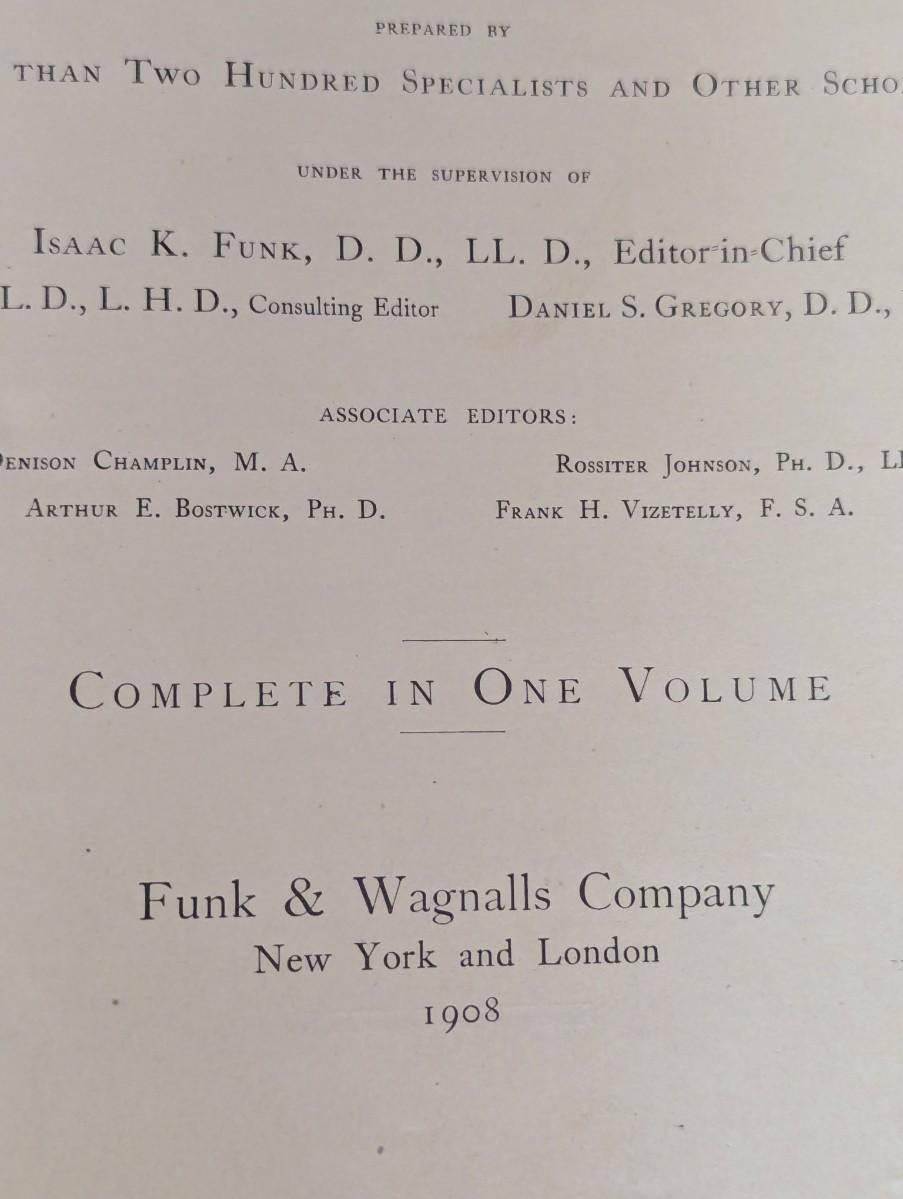 PREPARED BY
THAN TWO HUNDRED SPECIALISTS AND OTHER SCHO
UNDER THE SUPERVISION OF
ISAAC K. FUNK, D. D., LL. D., Editor-in-Chief
L. D., L. H. D., Consulting Editor DANIEL S. GREGORY, D. D.,
ASSOCIATE EDITORS:
ENISON CHAMPLIN, M. A. ROSSITER JOHNSON, PH. D., LL
ARTHUR E. BOSTWICK, PH. D. FRANK H. VIZETELLY, F. S. A.
COMPLETE IN ONE VOLUME
Funk & Wagnalls Company
New York and London
1908